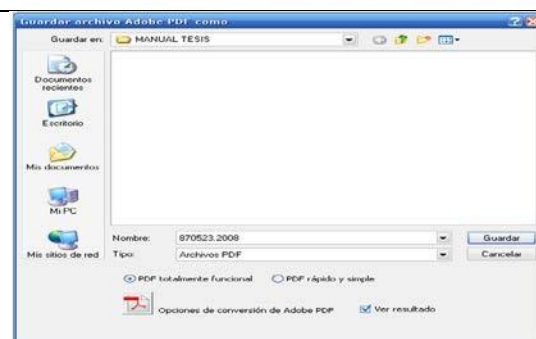 Guardar archivo Adobe PDF como
Guardar en: MANUAL TESIS
Documentos
recientes
Escritorio
Mis documentos
Mi PC
Mis sitios de red
Nombre: 870523.2008 Guardar
Tipo: Archivos PDF Cancelar
PDF totalmente funcional PDF rápido y simple
Opciones de conversión de Adobe PDF Ver resultado